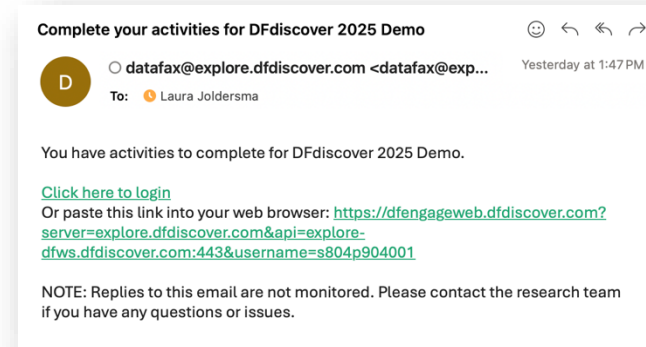 Complete your activities for DFdiscover 2025 Demo
D
datafax@explore.dfdiscover.com <datafax@exp...
Yesterday at 1:47 PM
To: Laura Joldersma
You have activities to complete for DFdiscover 2025 Demo.
Click here to login
Or paste this link into your web browser: https://dfengageweb.dfdiscover.com?
server=explore.dfdiscover.com&api=explore-
dfws.dfdiscover.com:443&username=s804p904001
NOTE: Replies to this email are not monitored. Please contact the research team
if you have any questions or issues.